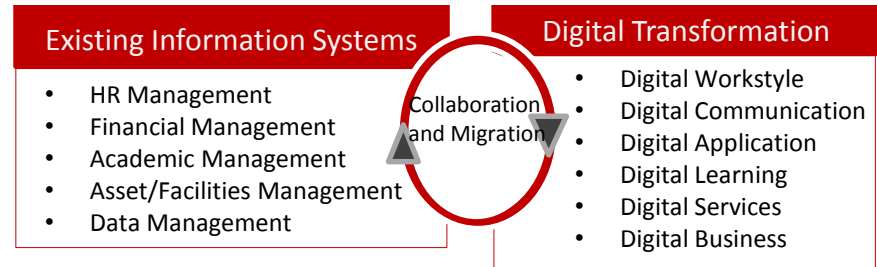 Existing Information Systems
• HR Management
• Financial Management
• Academic Management
• Asset/Facilities Management
• Data Management
Collaboration
and Migration
Digital Transformation
• Digital Workstyle
• Digital Communication
• Digital Application
• Digital Learning
• Digital Services
• Digital Business